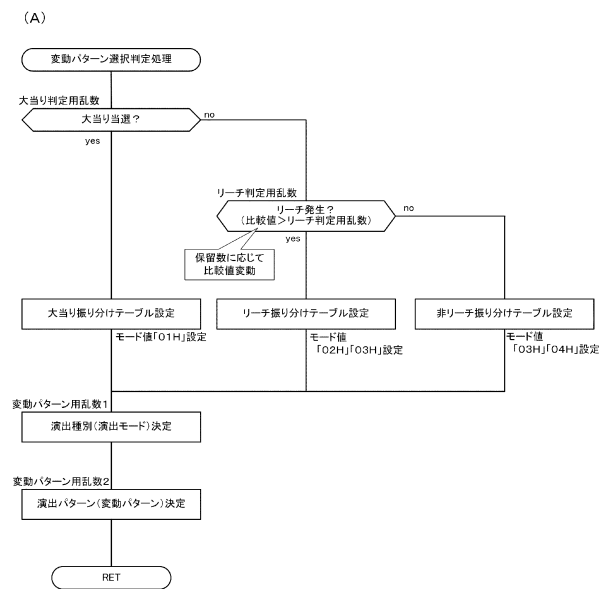 (A)
変動パターン選択判定処理
大当り判定用乱数
大当り当選?
no
yes
リーチ判定用乱数
リーチ発生?
(比較値>リーチ判定用乱数)
no
yes
保留数に応じて
比較値変動
大当り振り分けテーブル設定
リーチ振り分けテーブル設定
非リーチ振り分けテーブル設定
モード値「01H」設定
モード値
「02H」「03H」設定
モード値
「03H」「04H」設定
変動パターン用乱数1
演出種別(演出モード)決定
変動パターン用乱数2
演出パターン(変動パターン)決定
RET